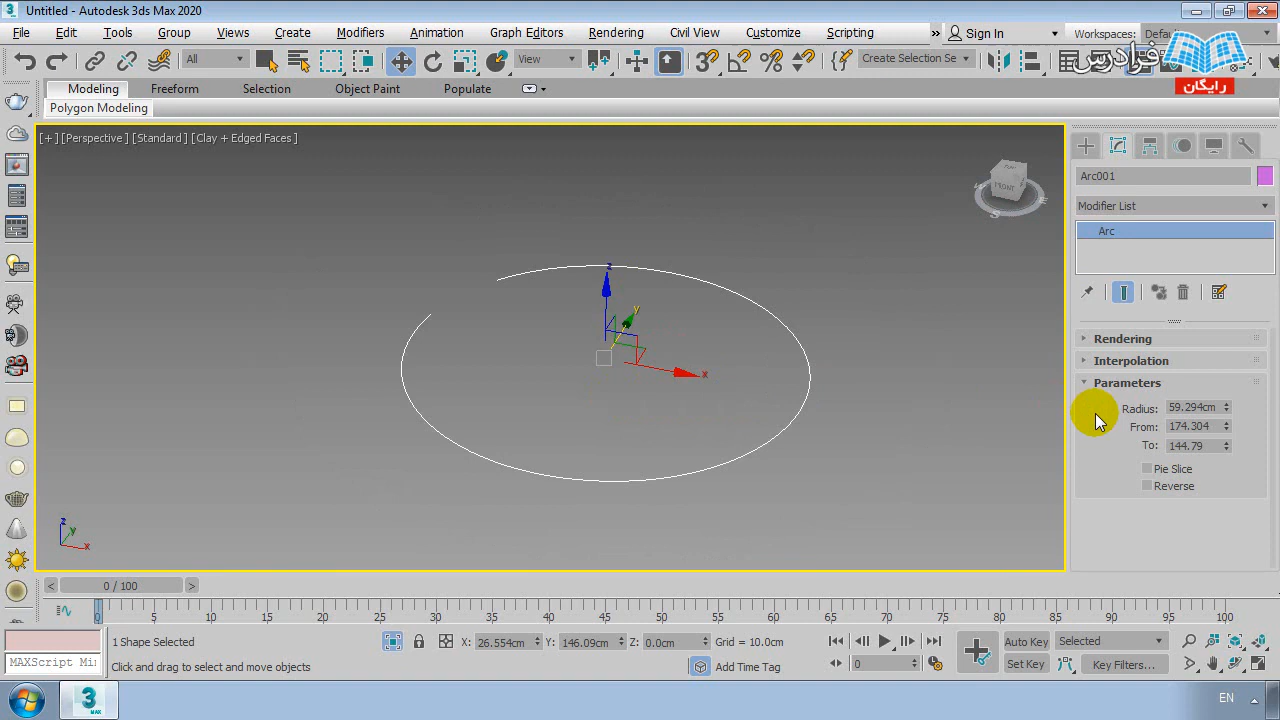 Untitled - Autodesk 3ds Max 2020
File Edit Tools Group Views Create Modifiers Animation Graph Editors Rendering Civil View Customize Scripting » Sign In Workspaces:
All View Create Selection Se
فرادرس
رایگان
Modeling Freeform Selection Object Paint Populate
Polygon Modeling
[+] [Perspective] [Standard] [Clay + Edged Faces]
FRONT
S
E
Arc001
Modifier List
Arc
Rendering
Interpolation
Parameters
Radius: 59.294cm
From: 174.304
To: 144.79
Pie Slice
Reverse
z
y
x
z
y
x
< 0 / 100 >
0 5 10 15 20 25 30 35 40 45 50 55 60 65 70 75 80 85 90 95 100
1 Shape Selected X: 26.554cm Y: 146.09cm Z: 0.0cm Grid = 10.0cm Auto Key Selected
MAXScript Mi Click and drag to select and move objects Add Time Tag 0 Set Key Key Filters...
3 MAX EN